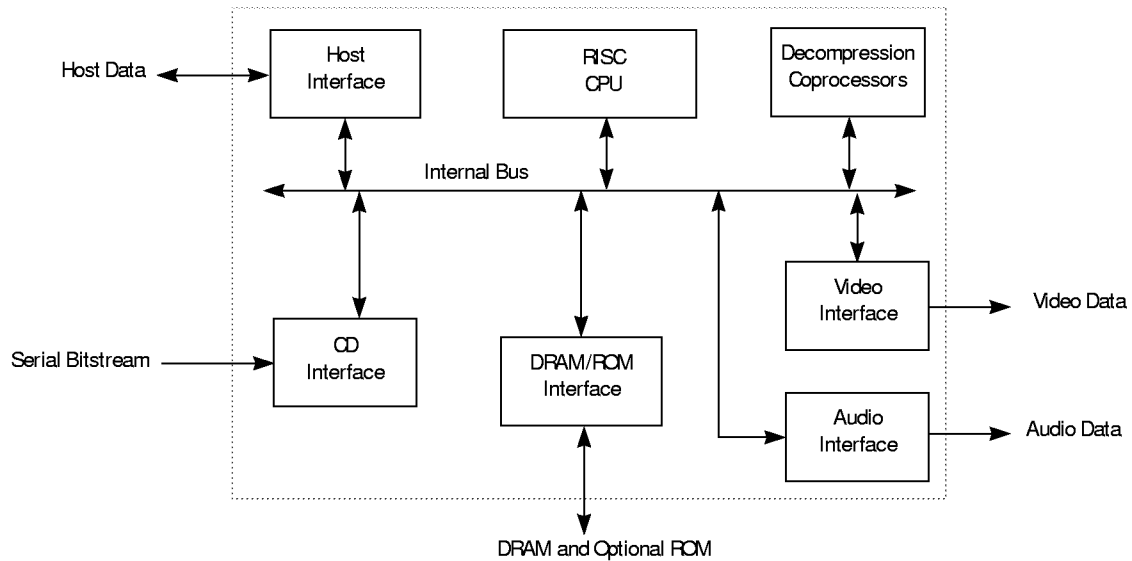 Host Data
Host
Interface
RISC
CPU
Decompression
Coprocessors
Internal Bus
Video
Interface
Video Data
Serial Bitstream
CD
Interface
DRAM/ROM
Interface
Audio
Interface
Audio Data
DRAM and Optional ROM